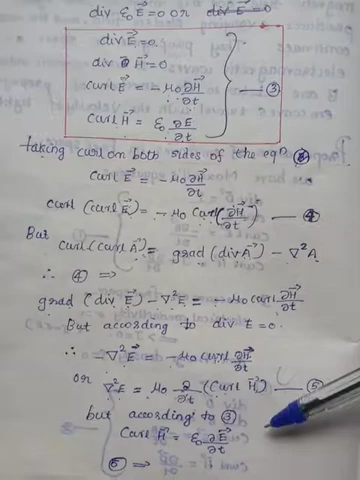 div ε₀E⃗ = 0 or div E⃗ = 0
div E⃗ = 0.
div H⃗ = 0
curl E⃗ = - μ₀ ∂H⃗/∂t
curl H⃗ = ε₀ ∂E/∂t — ③
taking curl on both sides of the eqⁿ ③
curl E⃗ = - μ₀ ∂H⃗/∂t
curl (curl E⃗) = - μ₀ curl (∂H⃗/∂t) — ④
But curl (curl A⃗) = grad (div A⃗) - ∇²A
∴ ④ ⇒
grad (div E⃗) - ∇²E = - μ₀ curl ∂H⃗/∂t
But according to div t = 0.
∴ ∇²E⃗ = - μ₀ curl ∂H⃗/∂t
or ∇²E = μ₀ ∂/∂t (curl H⃗) — ⑤
but according to ③
curl H⃗ = ε₀ ∂E⃗/∂t
⑤ ⇒